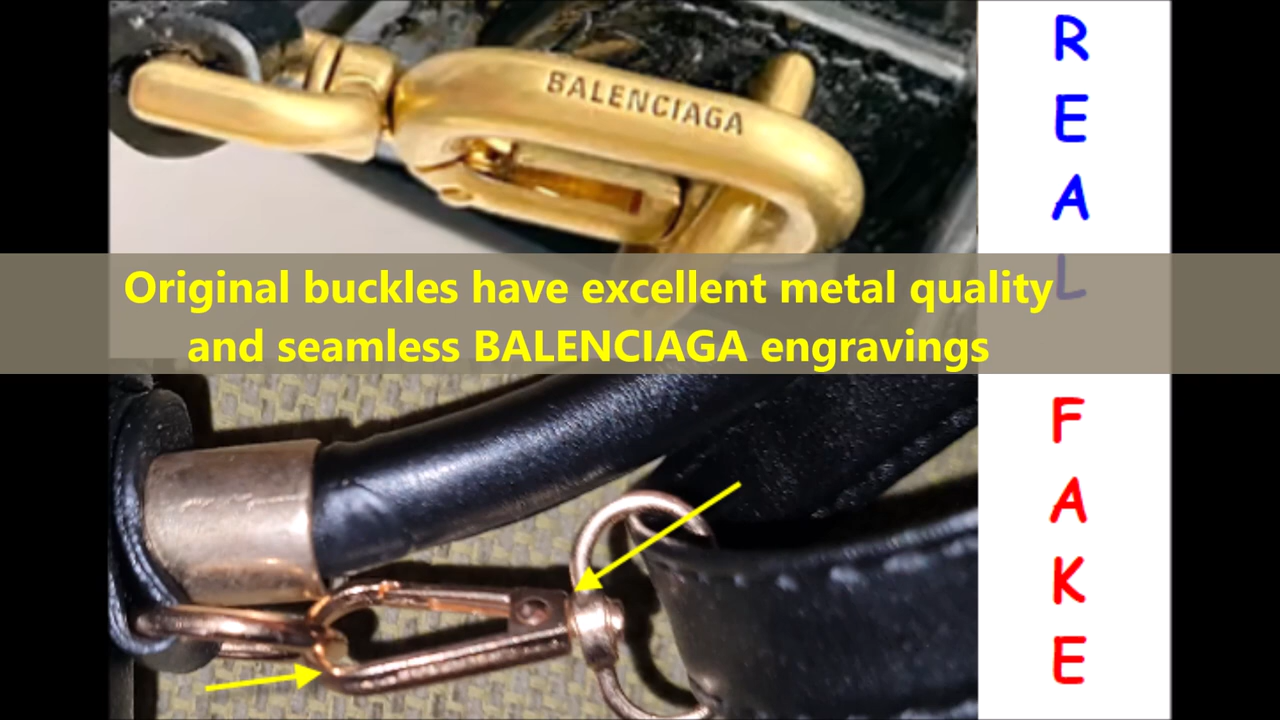 BALENCIAGA
R
E
A
L
Original buckles have excellent metal quality
and seamless BALENCIAGA engravings
F
A
K
E